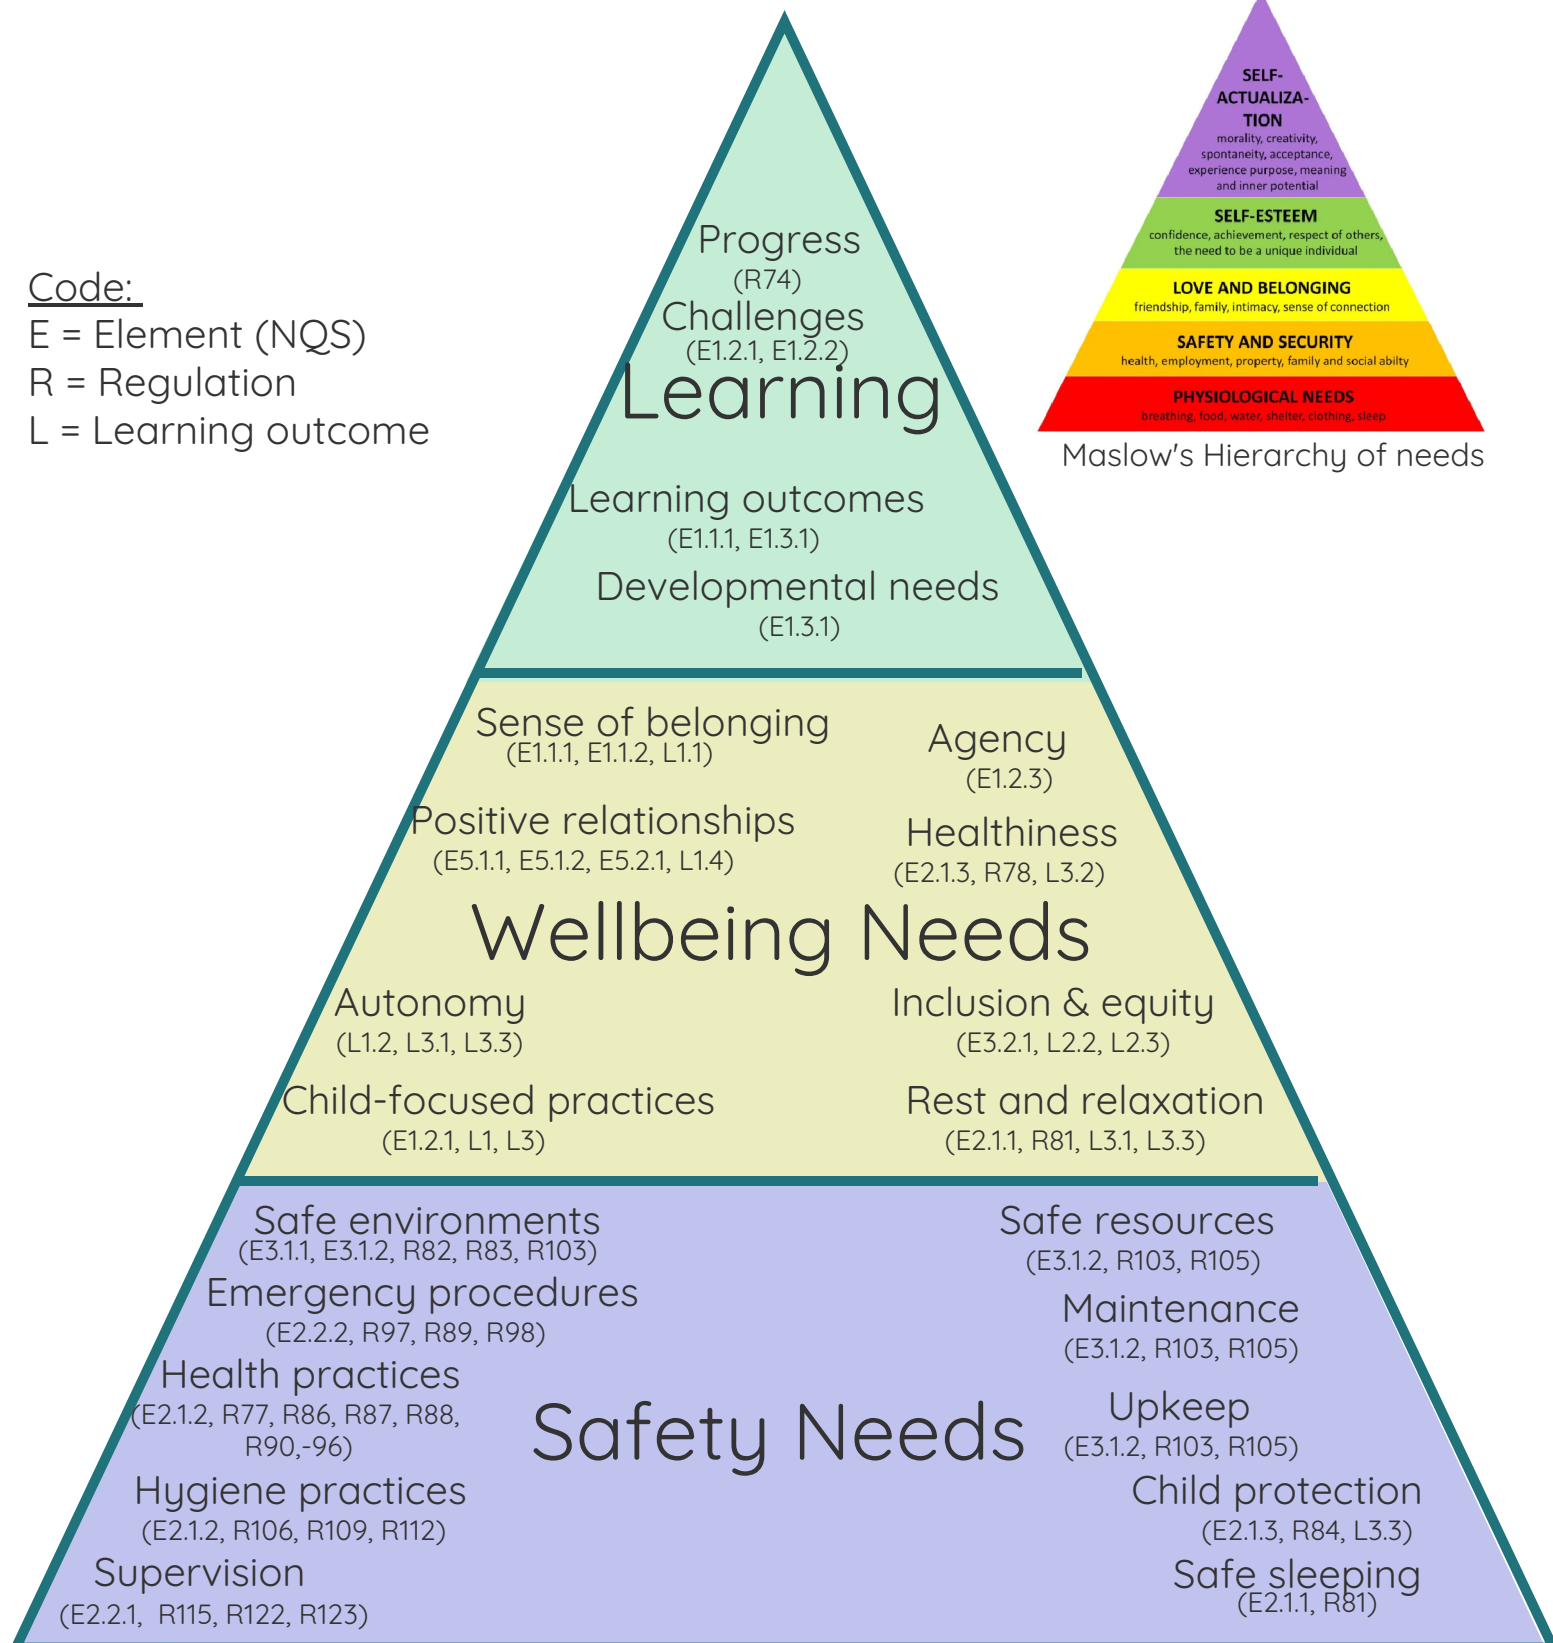 Code:
E = Element (NQS)
R = Regulation
L = Learning outcome
Progress
(R74)
Challenges
(E1.2.1, E1.2.2)
Learning
Learning outcomes
(E1.1.1, E1.3.1)
Developmental needs
(E1.3.1)
SELF-
ACTUALIZA-
TION
morality, creativity,
spontaneity, acceptance,
experience purpose, meaning
and inner potential
SELF-ESTEEM
confidence, achievement, respect of others,
the need to be a unique individual
LOVE AND BELONGING
friendship, family, intimacy, sense of connection
SAFETY AND SECURITY
health, employment, property, family and social abilty
PHYSIOLOGICAL NEEDS
breathing, food, water, shelter, clothing, sleep
Maslow's Hierarchy of needs
Sense of belonging
(E1.1.1, E1.1.2, L1.1)
Agency
(E1.2.3)
Positive relationships
(E5.1.1, E5.1.2, E5.2.1, L1.4)
Healthiness
(E2.1.3, R78, L3.2)
Wellbeing Needs
Autonomy
(L1.2, L3.1, L3.3)
Inclusion & equity
(E3.2.1, L2.2, L2.3)
Child-focused practices
(E1.2.1, L1, L3)
Rest and relaxation
(E2.1.1, R81, L3.1, L3.3)
Safe environments
(E3.1.1, E3.1.2, R82, R83, R103)
Emergency procedures
(E2.2.2, R97, R89, R98)
Health practices
(E2.1.2, R77, R86, R87, R88,
R90,-96)
Hygiene practices
(E2.1.2, R106, R109, R112)
Supervision
(E2.2.1, R115, R122, R123)
Safety Needs
Safe resources
(E3.1.2, R103, R105)
Maintenance
(E3.1.2, R103, R105)
Upkeep
(E3.1.2, R103, R105)
Child protection
(E2.1.3, R84, L3.3)
Safe sleeping
(E2.1.1, R81)